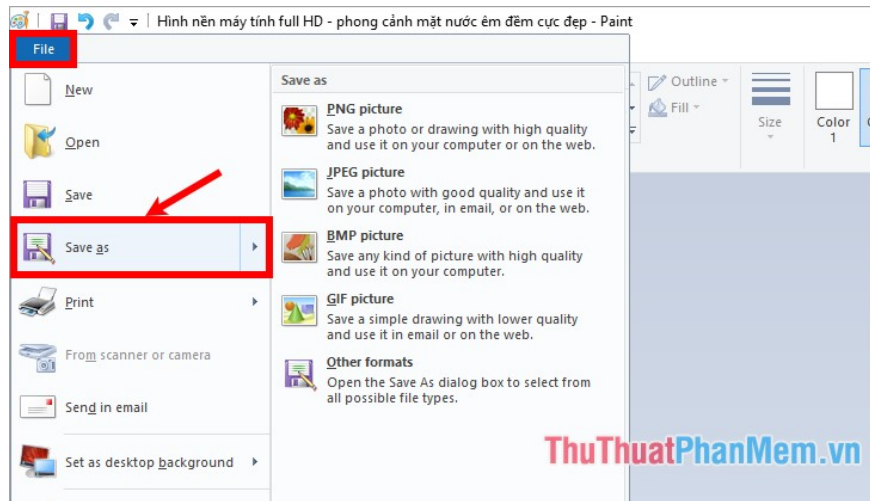 Hình nền máy tính full HD - phong cảnh mặt nước êm đềm cực đẹp - Paint
File
New
Open
Save
Save as
Print
From scanner or camera
Send in email
Set as desktop background
Save as
PNG picture
Save a photo or drawing with high quality
and use it on your computer or on the web.
JPEG picture
Save a photo with good quality and use it
on your computer, in email, or on the web.
BMP picture
Save any kind of picture with high quality
and use it on your computer.
GIF picture
Save a simple drawing with lower quality
and use it in email or on the web.
Other formats
Open the Save As dialog box to select from
all possible file types.
Outline
Fill
Size
Color
1
ThuThuatPhanMem.vn